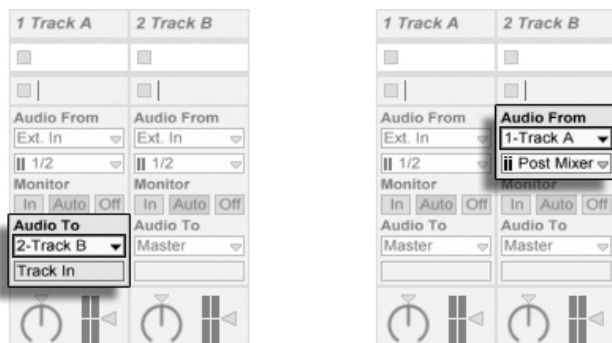 1 Track A
2 Track B
Audio From
Audio From
Ext. In
Ext. In
1/2
1/2
Monitor
Monitor
In Auto Off
In Auto Off
Audio To
Audio To
2-Track B
Master
Track In
1 Track A
2 Track B
Audio From
Audio From
Ext. In
1-Track A
1/2
Post Mixer
Monitor
Monitor
In Auto Off
In Auto Off
Audio To
Audio To
Master
Master